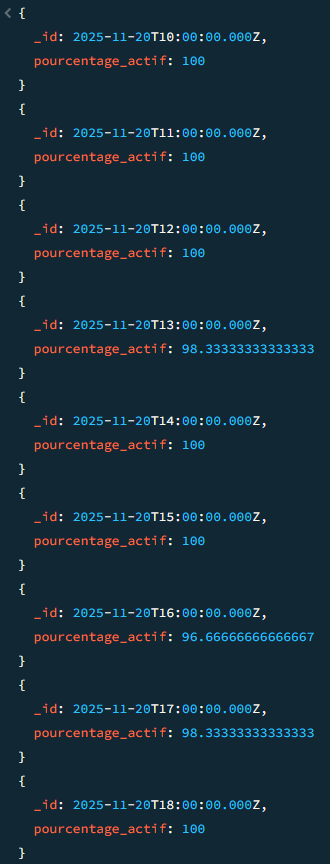 {
_id: 2025-11-20T10:00:00.000Z,
pourcentage_actif: 100
}
{
_id: 2025-11-20T11:00:00.000Z,
pourcentage_actif: 100
}
{
_id: 2025-11-20T12:00:00.000Z,
pourcentage_actif: 100
}
{
_id: 2025-11-20T13:00:00.000Z,
pourcentage_actif: 98.33333333333333
}
{
_id: 2025-11-20T14:00:00.000Z,
pourcentage_actif: 100
}
{
_id: 2025-11-20T15:00:00.000Z,
pourcentage_actif: 100
}
{
_id: 2025-11-20T16:00:00.000Z,
pourcentage_actif: 96.66666666666667
}
{
_id: 2025-11-20T17:00:00.000Z,
pourcentage_actif: 98.33333333333333
}
{
_id: 2025-11-20T18:00:00.000Z,
pourcentage_actif: 100
}